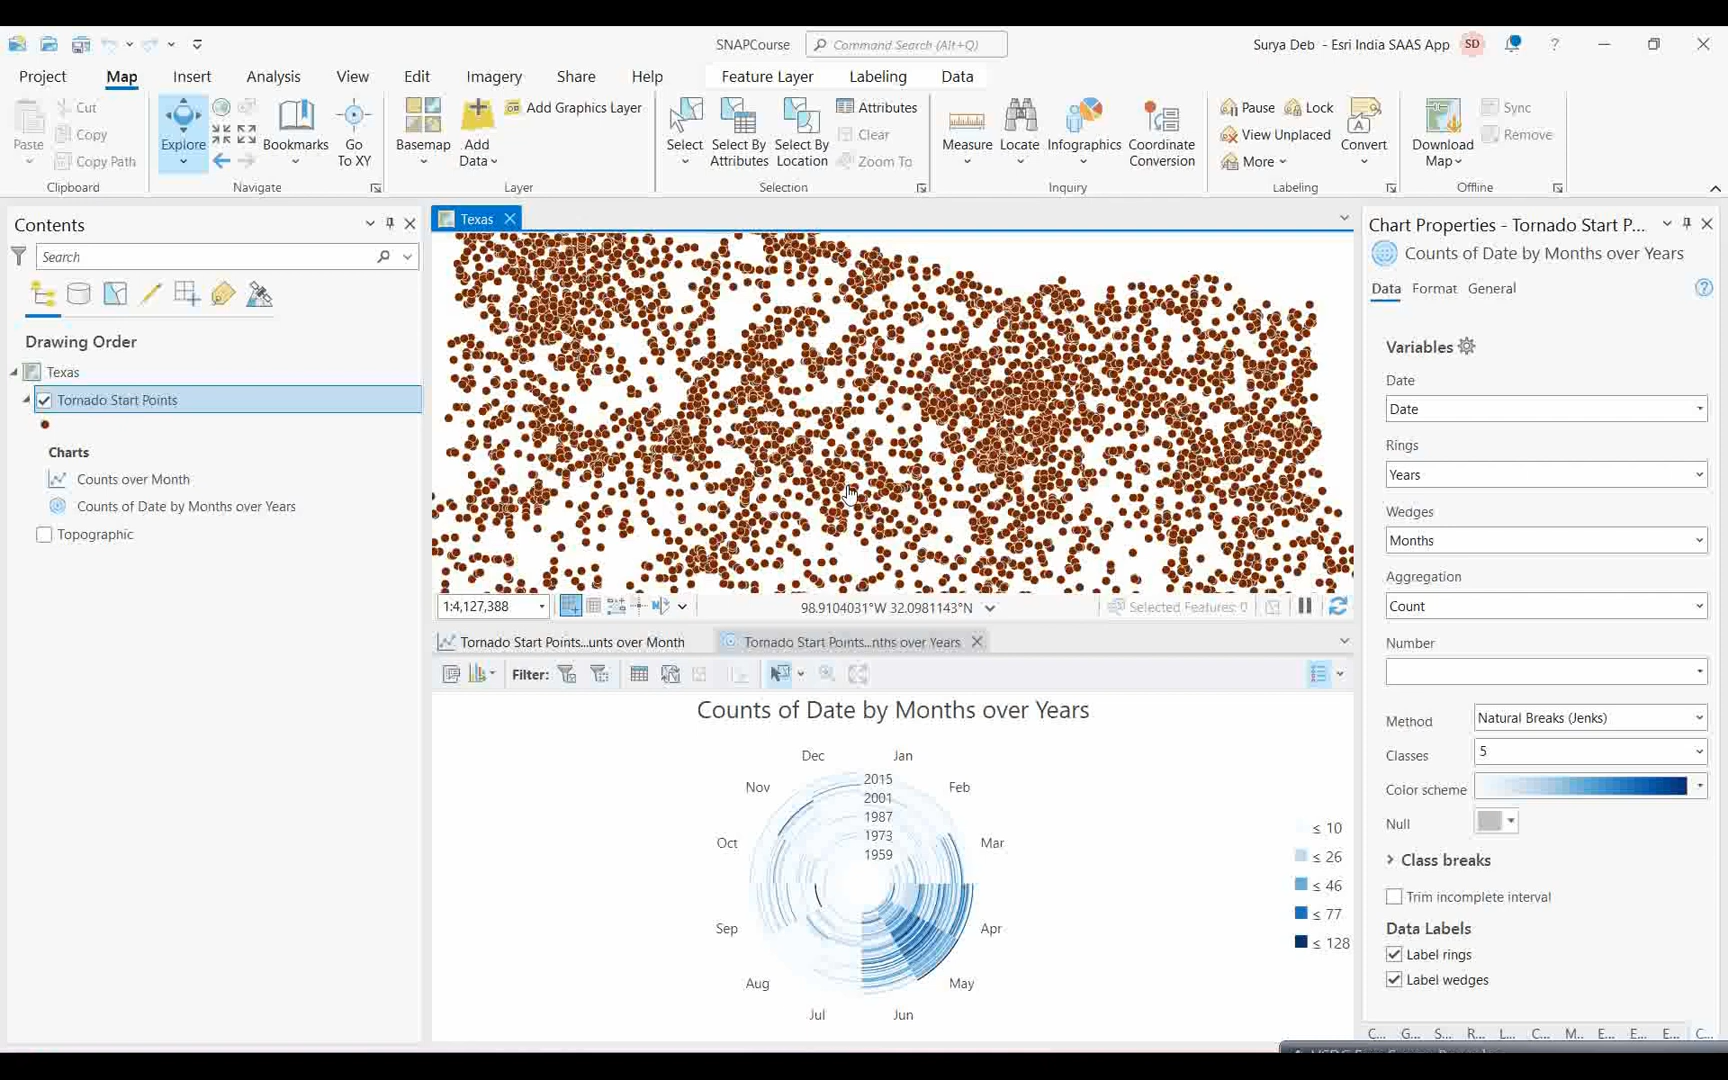 SNAPCourse
Command Search (Alt+Q)
Surya Deb - Esri India SAAS App
SD
?
Project
Map
Insert
Analysis
View
Edit
Imagery
Share
Help
Feature Layer
Labeling
Data
Paste
Cut
Copy
Copy Path
Clipboard
Explore
Bookmarks
Go
To XY
Navigate
Basemap
Add
Data
Add Graphics Layer
Layer
Select
Select By
Attributes
Select By
Location
Attributes
Clear
Zoom To
Selection
Measure
Locate
Infographics
Coordinate
Conversion
Inquiry
Pause
Lock
View Unplaced
More
Convert
Labeling
Download
Map
Sync
Remove
Offline
Contents
Search
Drawing Order
Texas
Tornado Start Points
Charts
Counts over Month
Counts of Date by Months over Years
Topographic
Texas
1:4,127,388
98.9104031°W 32.0981143°N
Selected Features: 0
Tornado Start Points...unts over Month
Tornado Start Points...nths over Years
Filter:
Counts of Date by Months over Years
Dec
Jan
Nov
Feb
Oct
Mar
Sep
Apr
Aug
May
Jul
Jun
2015
2001
1987
1973
1959
≤ 10
≤ 26
≤ 46
≤ 77
≤ 128
Chart Properties - Tornado Start P...
Counts of Date by Months over Years
Data
Format
General
?
Variables
Date
Date
Rings
Years
Wedges
Months
Aggregation
Count
Number
Method
Natural Breaks (Jenks)
Classes
5
Color scheme
Null
Class breaks
Trim incomplete interval
Data Labels
Label rings
Label wedges
C...
G...
S...
R...
L...
C...
M...
E...
E...
E...
C...